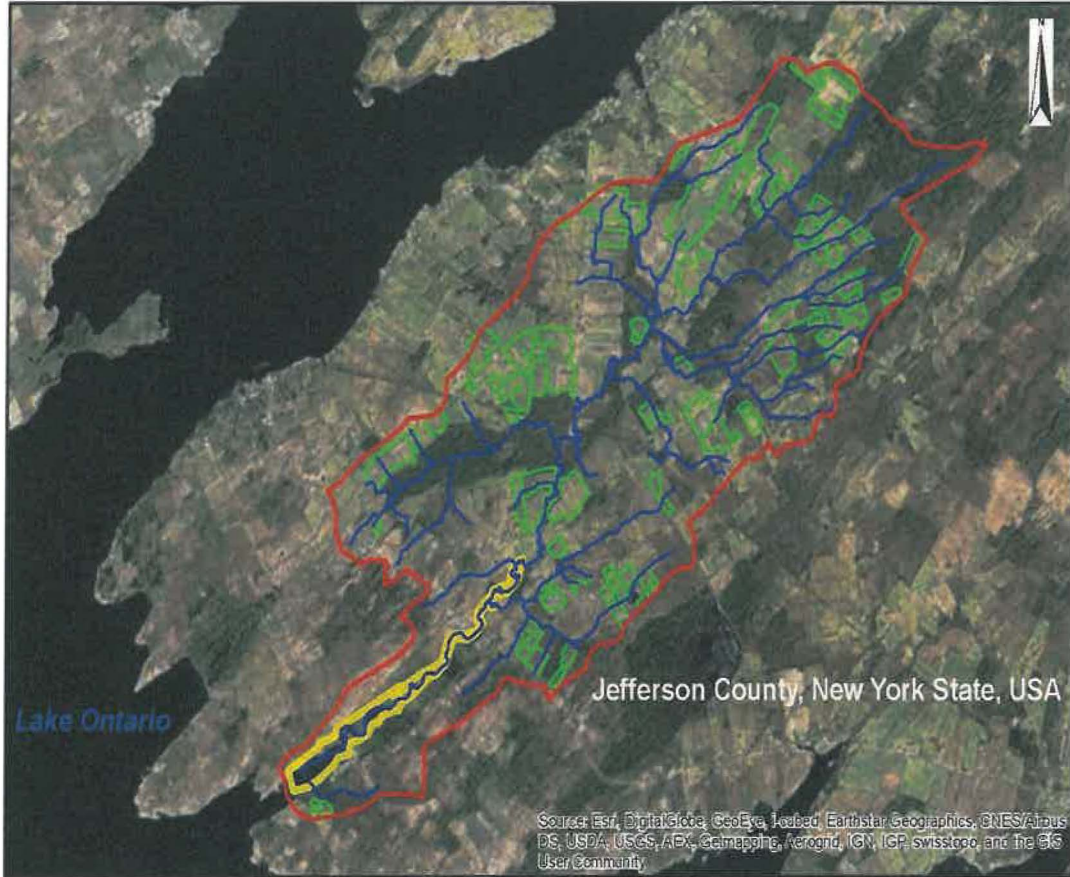 Jefferson County, New York State, USA
Lake Ontario
Source: Esri, DigitalGlobe, GeoEye, i-cubed, Earthstar Geographics, CNES/Airbus
DS, USDA, USGS, AEX, Getmapping, Aerogrid, IGN, IGP, swisstopo, and the GIS
User Community